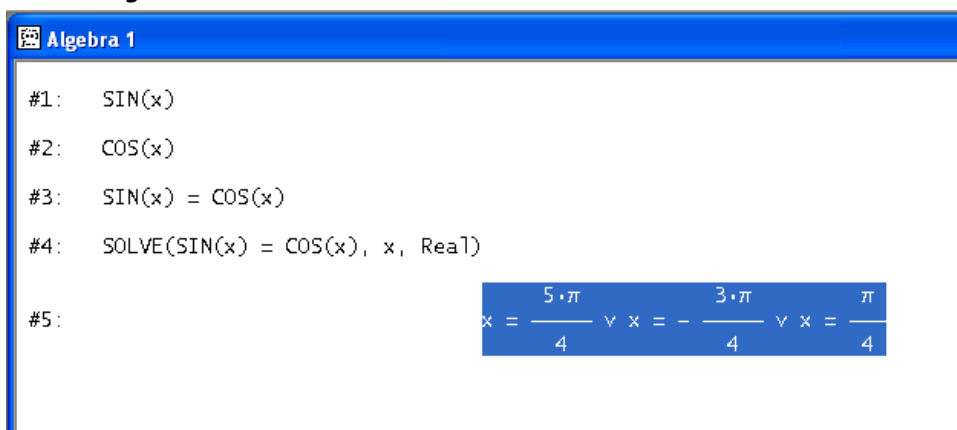 Algebra 1
#1: SIN(x)
#2: COS(x)
#3: SIN(x) = COS(x)
#4: SOLVE(SIN(x) = COS(x), x, Real)
#5: x = 5·π/4 ∨ x = - 3·π/4 ∨ x = π/4